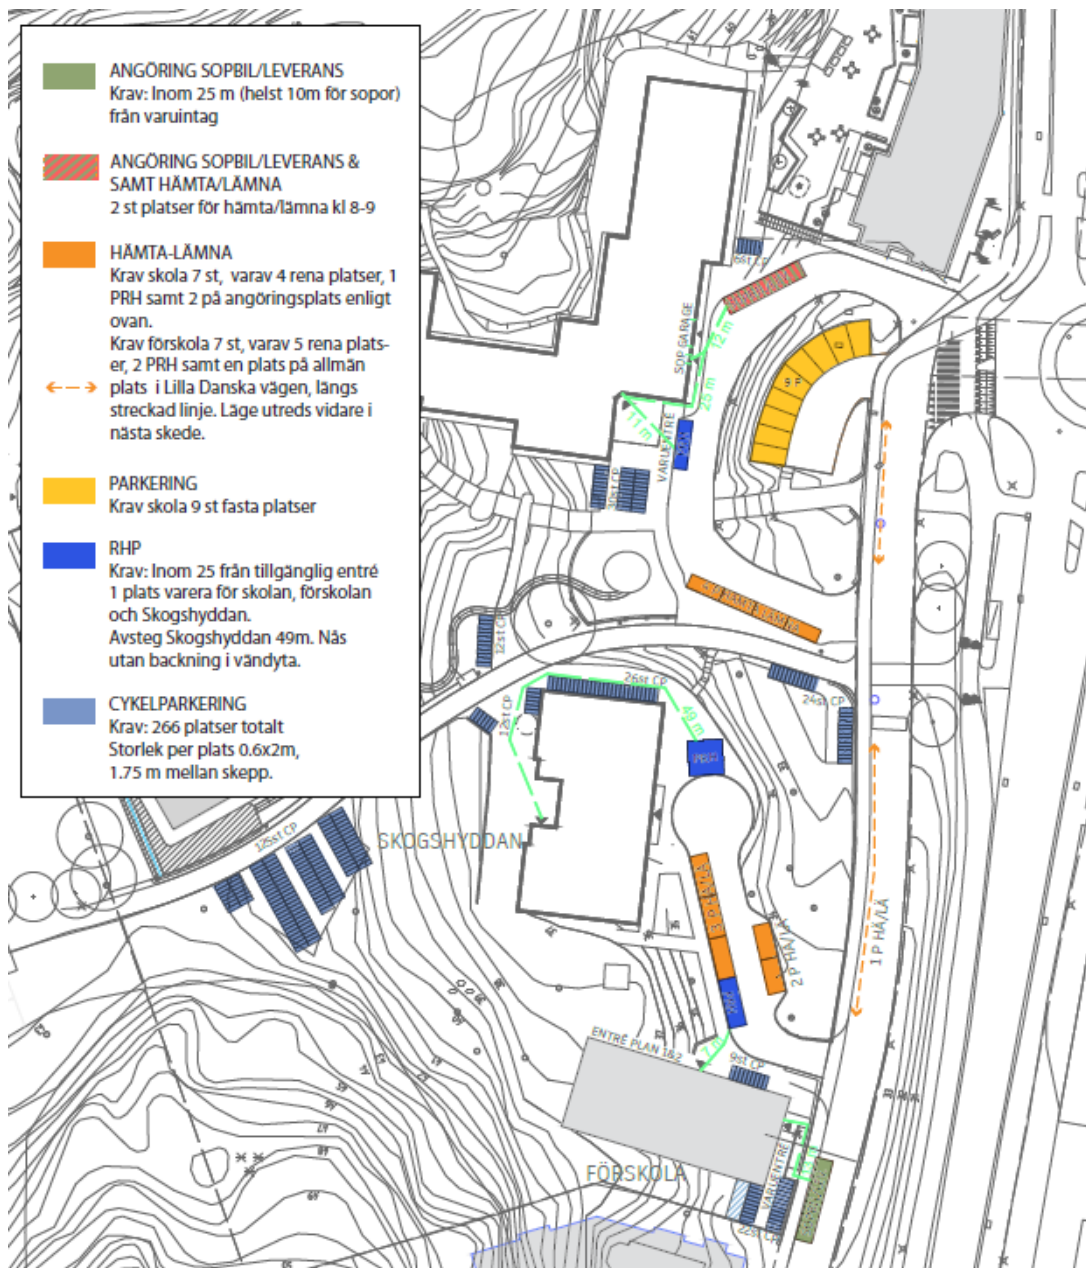 ANGÖRING SOPBIL/LEVERANS
Krav: Inom 25 m (helst 10m för sopor)
från varuintag
ANGÖRING SOPBIL/LEVERANS &
SAMT HÄMTA/LÄMNA
2 st platser för hämta/lämna kl 8-9
HÄMTA-LÄMNA
Krav skola 7 st, varav 4 rena platser, 1
PRH samt 2 på angöringsplats enligt
ovan.
Krav förskola 7 st, varav 5 rena plats-
er, 2 PRH samt en plats på allmän
plats i Lilla Danska vägen, längs
streckad linje. Läge utreds vidare i
nästa skede.
PARKERING
Krav skola 9 st fasta platser
RHP
Krav: Inom 25 från tillgänglig entré
1 plats varera för skolan, förskolan
och Skogshyddan.
Avsteg Skogshyddan 49m. Nås
utan backning i vändyta.
CYKELPARKERING
Krav: 266 platser totalt
Storlek per plats 0.6x2m,
1.75 m mellan skepp.
6st CP
SOP.GARAGE
12 m
25 m
9 P
11 m
VARUENTRÉ
30st CP
12st CP
26st CP
12st CP
24st CP
49 m
125st CP
SKOGSHYDDAN
2 P HÄ/LÄ
1 P HÄ/LÄ
ENTRÉ PLAN 1&2
7 m
9st CP
FÖRSKOLA
VARUENTRÉ
22st CP